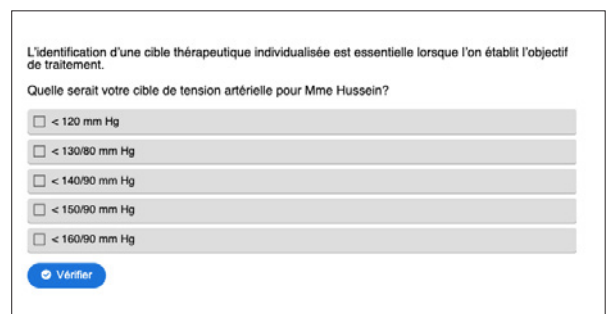 L'identification d'une cible thérapeutique individualisée est essentielle lorsque l'on établit l'objectif
de traitement.
Quelle serait votre cible de tension artérielle pour Mme Hussein?
< 120 mm Hg
< 130/80 mm Hg
< 140/90 mm Hg
< 150/90 mm Hg
< 160/90 mm Hg
Vérifier